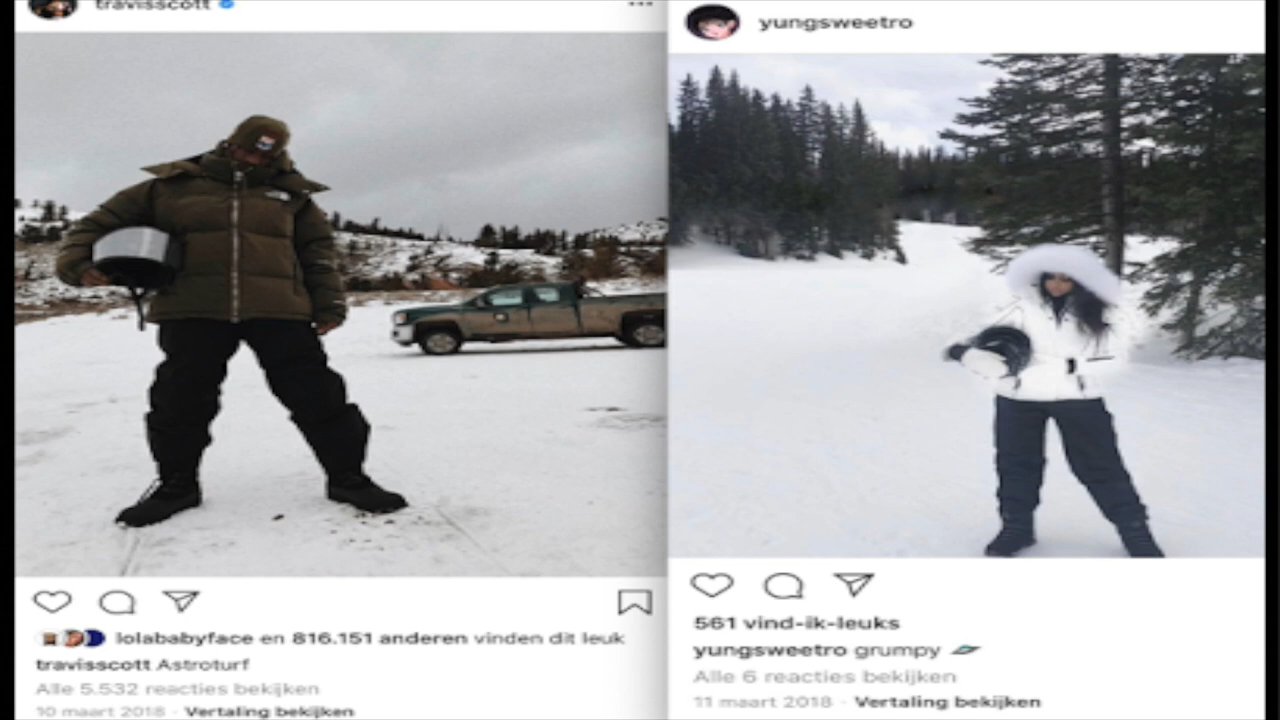 travisscott
lolababyface en 816.151 anderen vinden dit leuk
travisscott Astroturf
Alle 5.532 reacties bekijken
10 maart 2018 · Vertaling bekijken
yungsweetro
561 vind-ik-leuks
yungsweetro grumpy
Alle 6 reacties bekijken
11 maart 2018 · Vertaling bekijken